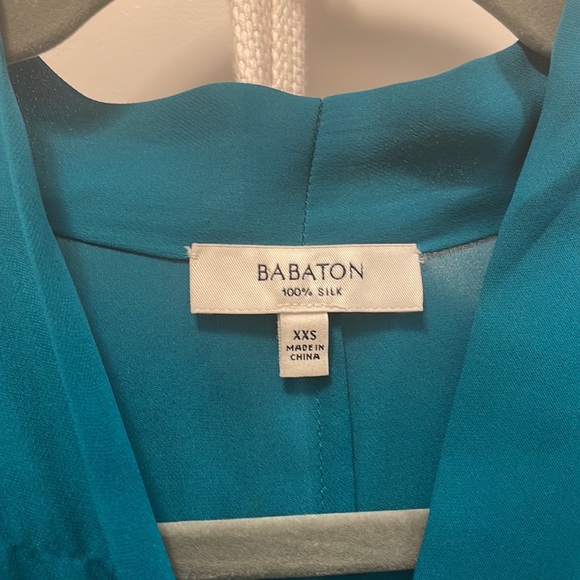 BABATON
100% SILK
XXS
MADE IN
CHINA